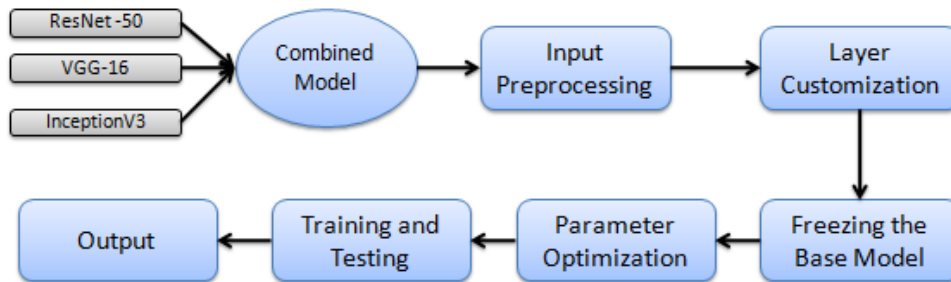 ResNet -50
VGG-16
InceptionV3
Combined
Model
Input
Preprocessing
Layer
Customization
Freezing the
Base Model
Parameter
Optimization
Training and
Testing
Output